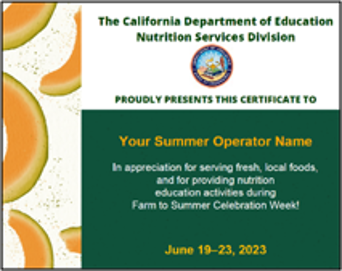 The California Department of Education
Nutrition Services Division
PROUDLY PRESENTS THIS CERTIFICATE TO
Your Summer Operator Name
In appreciation for serving fresh, local foods,
and for providing nutrition
education activities during
Farm to Summer Celebration Week!
June 19–23, 2023